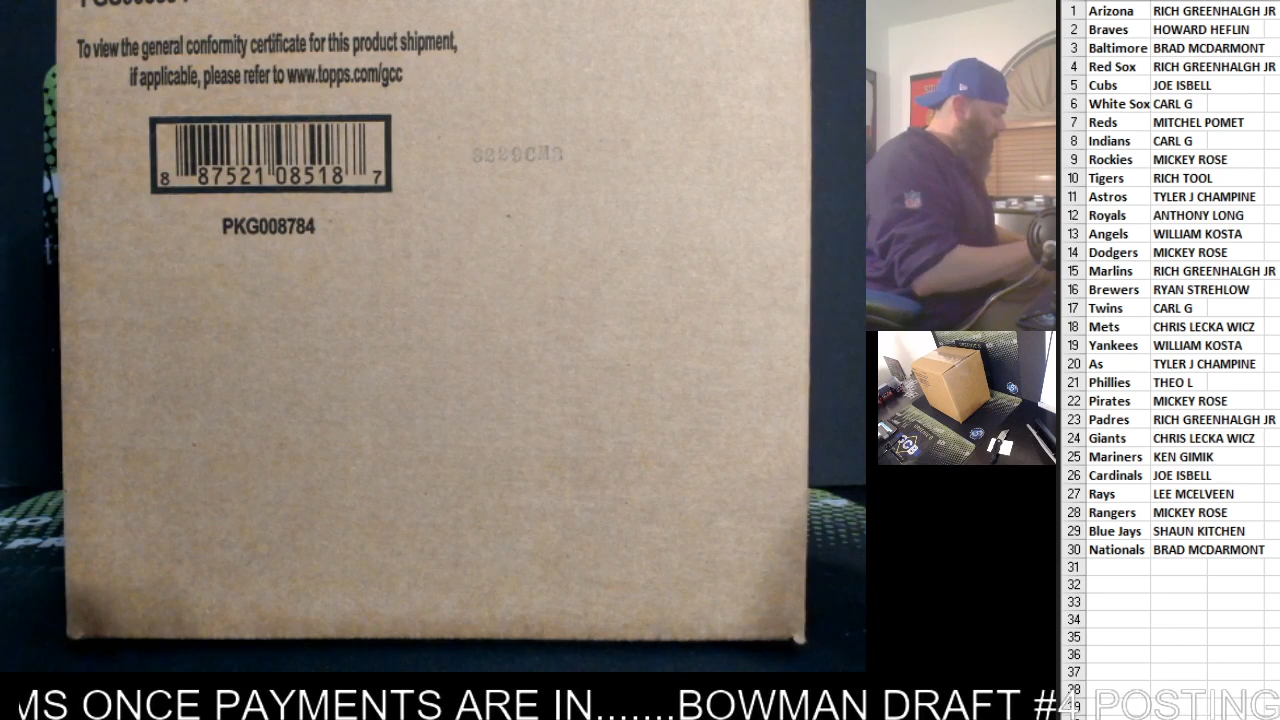 To view the general conformity certificate for this product shipment,
if applicable, please refer to www.topps.com/gcc
8 87521 08518 7
PKG008784
1 Arizona RICH GREENHALGH JR
2 Braves HOWARD HEFLIN
3 Baltimore BRAD MCDARMONT
4 Red Sox RICH GREENHALGH JR
5 Cubs JOE ISBELL
6 White Sox CARL G
7 Reds MITCHEL POMET
8 Indians CARL G
9 Rockies MICKEY ROSE
10 Tigers RICH TOOL
11 Astros TYLER J CHAMPINE
12 Royals ANTHONY LONG
13 Angels WILLIAM KOSTA
14 Dodgers MICKEY ROSE
15 Marlins RICH GREENHALGH JR
16 Brewers RYAN STREHLOW
17 Twins CARL G
18 Mets CHRIS LECKA WICZ
19 Yankees WILLIAM KOSTA
20 As TYLER J CHAMPINE
21 Phillies THEO L
22 Pirates MICKEY ROSE
23 Padres RICH GREENHALGH JR
24 Giants CHRIS LECKA WICZ
25 Mariners KEN GIMIK
26 Cardinals JOE ISBELL
27 Rays LEE MCELVEEN
28 Rangers MICKEY ROSE
29 Blue Jays SHAUN KITCHEN
30 Nationals BRAD MCDARMONT
31
32
33
34
35
36
37
38
39
MS ONCE PAYMENTS ARE IN.......BOWMAN DRAFT #4 POSTING